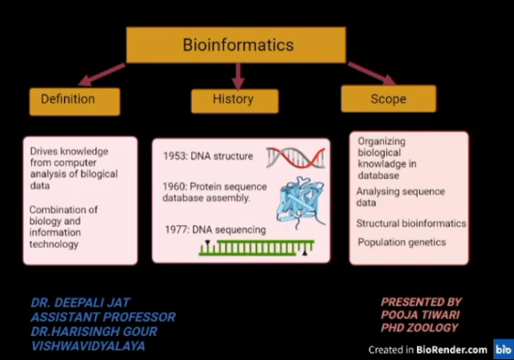 Bioinformatics
Definition
History
Scope
Drives knowledge
from computer
analysis of bilogical
data
Combination of
biology and
information
technology
1953: DNA structure
1960: Protein sequence
database assembly.
1977: DNA sequencing
Organizing
biological
knowladge in
database
Analysing sequence
data
Structural bioinformatics
Population genetics
DR. DEEPALI JAT
ASSISTANT PROFESSOR
DR.HARISINGH GOUR
VISHWAVIDYALAYA
PRESENTED BY
POOJA TIWARI
PHD ZOOLOGY
Created in BioRender.com bio